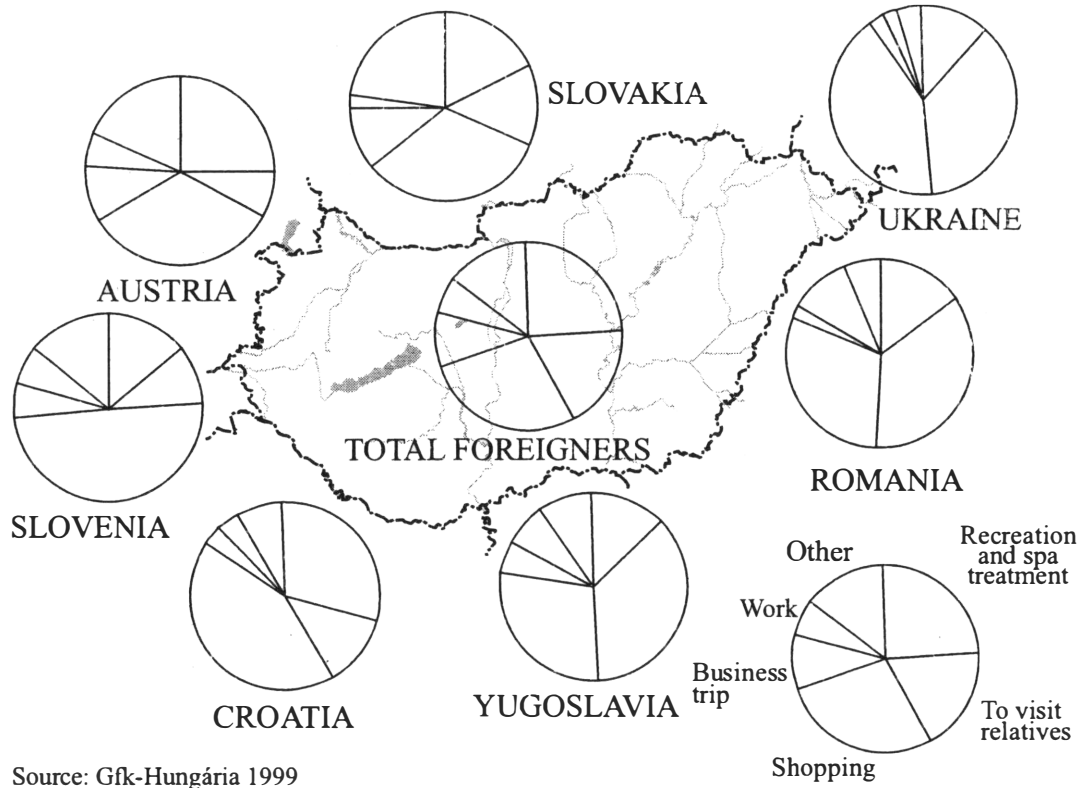 SLOVAKIA
UKRAINE
AUSTRIA
TOTAL FOREIGNERS
ROMANIA
SLOVENIA
CROATIA
YUGOSLAVIA
Other
Recreation
and spa
treatment
Work
Business
trip
To visit
relatives
Shopping
Source: Gfk-Hungária 1999